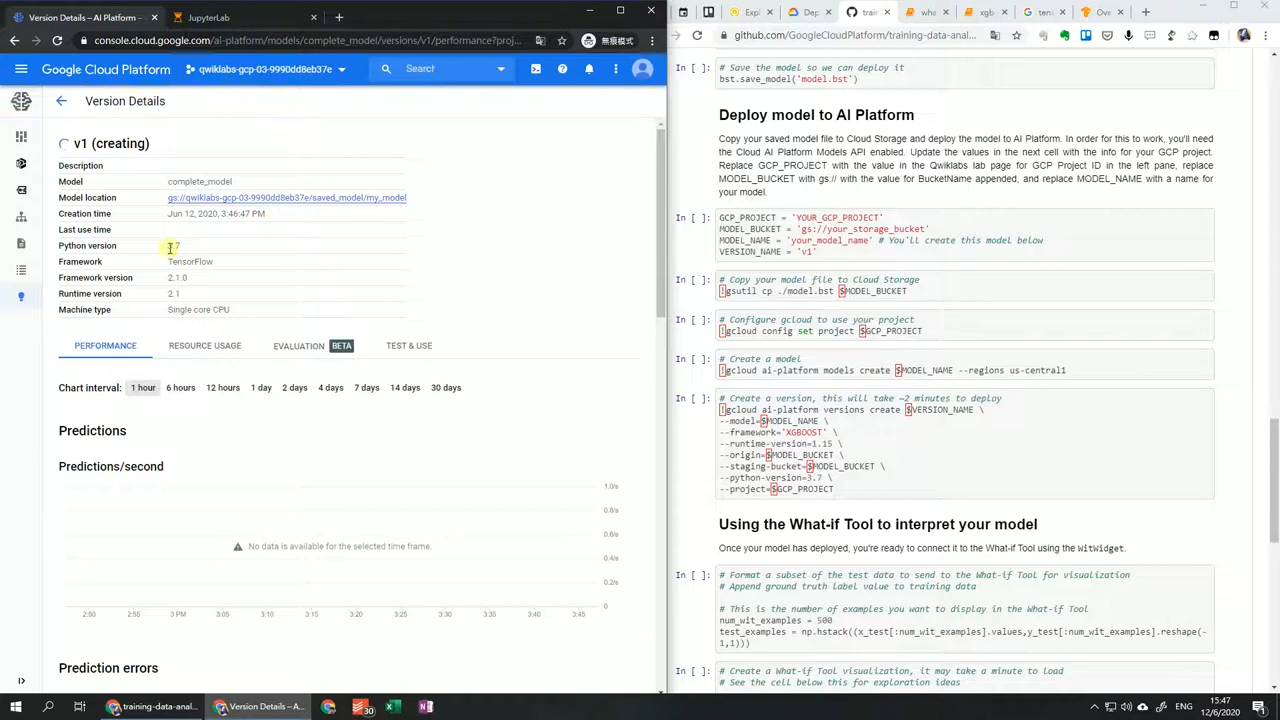 Version Details – AI Platform –
JupyterLab
console.cloud.google.com/ai-platform/models/complete_model/versions/v1/performance?proj...
無痕模式
Google Cloud Platform
qwiklabs-gcp-03-9990dd8eb37e
Search
Version Details
v1 (creating)
Description
Model complete_model
Model location gs://qwiklabs-gcp-03-9990dd8eb37e/saved_model/my_model
Creation time Jun 12, 2020, 3:46:47 PM
Last use time
Python version 3.7
Framework TensorFlow
Framework version 2.1.0
Runtime version 2.1
Machine type Single core CPU
PERFORMANCE RESOURCE USAGE EVALUATION BETA TEST & USE
Chart interval: 1 hour 6 hours 12 hours 1 day 2 days 4 days 7 days 14 days 30 days
Predictions
Predictions/second
1.0/s
0.8/s
0.6/s
No data is available for the selected time frame.
0.4/s
0.2/s
0
2:50 2:55 3 PM 3:05 3:10 3:15 3:20 3:25 3:30 3:35 3:40 3:45
Prediction errors
Expl
Dep
train
whe
xgb
tens
Ove
github.com/GoogleCloudPlatform/training-data-anal...
In [ ]: # Save the model so we can deploy it
bst.save_model('model.bst')
Deploy model to AI Platform
Copy your saved model file to Cloud Storage and deploy the model to AI Platform. In order for this to work, you'll need
the Cloud AI Platform Models API enabled. Update the values in the next cell with the info for your GCP project.
Replace GCP_PROJECT with the value in the Qwiklabs lab page for GCP Project ID in the left pane, replace
MODEL_BUCKET with gs:// with the value for BucketName appended, and replace MODEL_NAME with a name for
your model.
In [ ]: GCP_PROJECT = 'YOUR_GCP_PROJECT'
MODEL_BUCKET = 'gs://your_storage_bucket'
MODEL_NAME = 'your_model_name' # You'll create this model below
VERSION_NAME = 'v1'
In [ ]: # Copy your model file to Cloud Storage
!gsutil cp ./model.bst $MODEL_BUCKET
In [ ]: # Configure gcloud to use your project
!gcloud config set project $GCP_PROJECT
In [ ]: # Create a model
!gcloud ai-platform models create $MODEL_NAME --regions us-central1
In [ ]: # Create a version, this will take ~2 minutes to deploy
!gcloud ai-platform versions create $VERSION_NAME \
--model=$MODEL_NAME \
--framework='XGBOOST' \
--runtime-version=1.15 \
--origin=$MODEL_BUCKET \
--staging-bucket=$MODEL_BUCKET \
--python-version=3.7 \
--project=$GCP_PROJECT
Using the What-if Tool to interpret your model
Once your model has deployed, you're ready to connect it to the What-if Tool using the WitWidget.
In [ ]: # Format a subset of the test data to send to the What-if Tool for visualization
# Append ground truth label value to training data
# This is the number of examples you want to display in the What-if Tool
num_wit_examples = 500
test_examples = np.hstack((x_test[:num_wit_examples].values,y_test[:num_wit_examples].reshape(-
1,1)))
In [ ]: # Create a What-if Tool visualization, it may take a minute to load
# See the cell below this for exploration ideas
training-data-anal...
Version Details – A...
30
ENG
15:47
12/6/2020
1